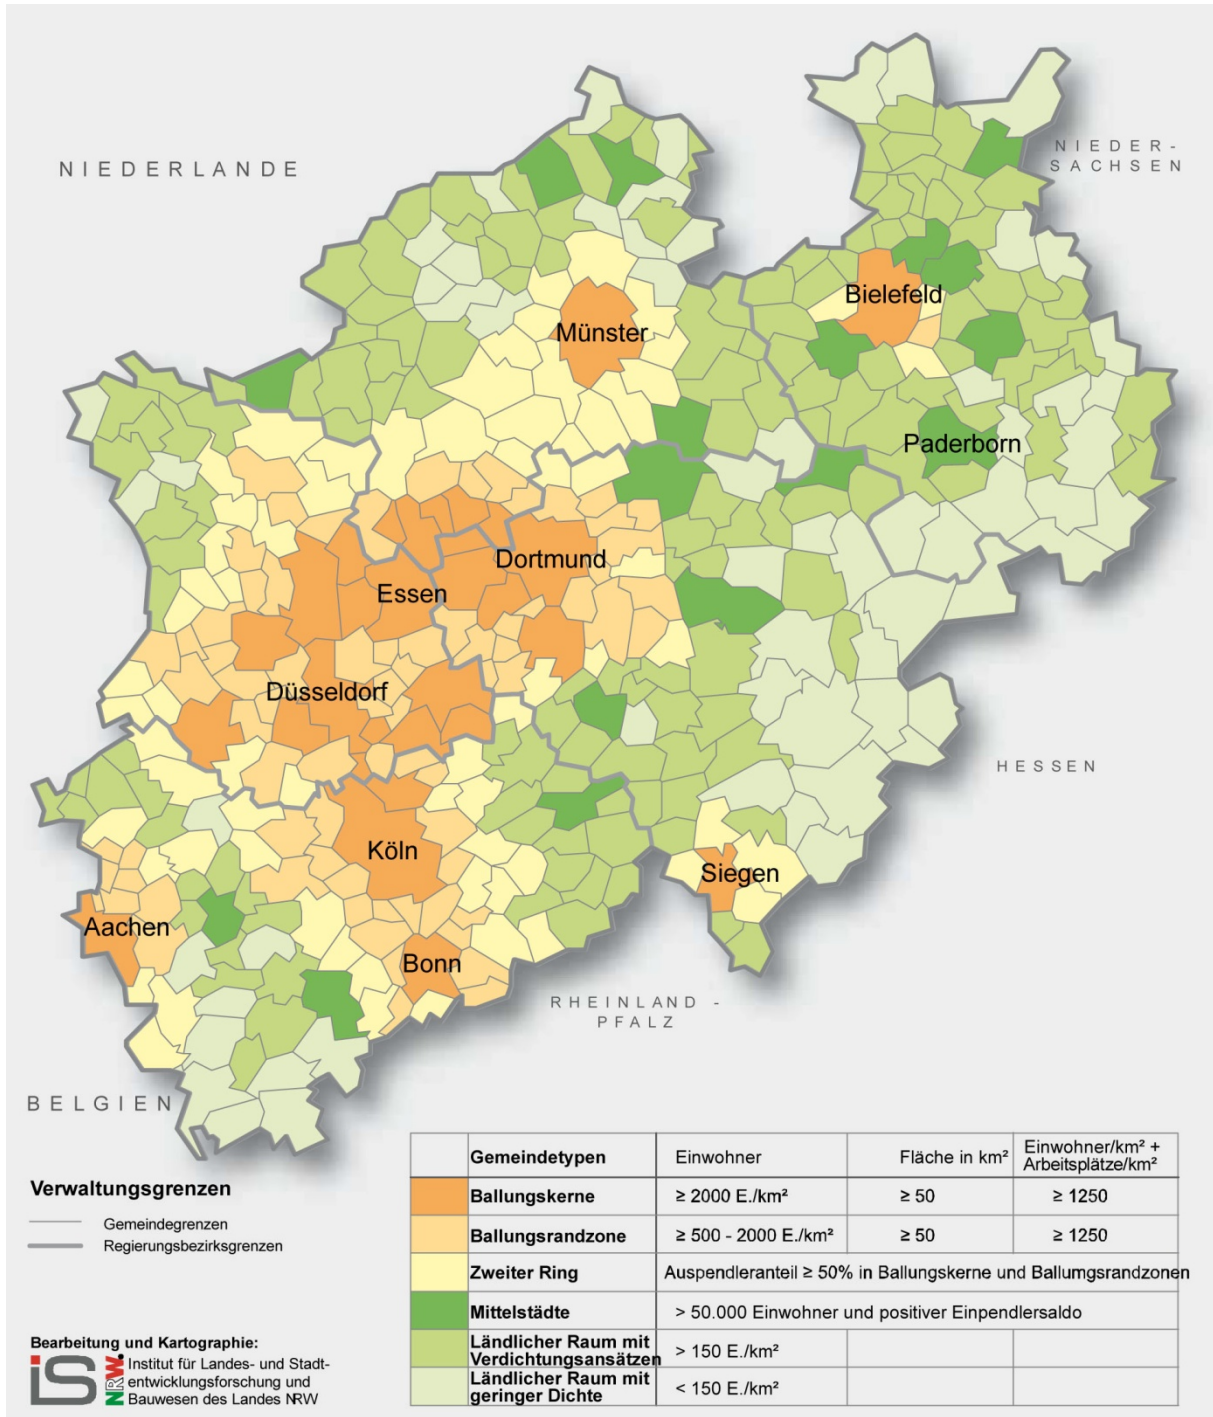 NIEDERLANDE
NIEDER-
SACHSEN
Bielefeld
Münster
Paderborn
Dortmund
Essen
Düsseldorf
HESSEN
Köln
Siegen
Aachen
Bonn
RHEINLAND -
PFALZ
BELGIEN
Verwaltungsgrenzen
Gemeindegrenzen
Regierungsbezirksgrenzen
Bearbeitung und Kartographie:
iS NRW. Institut für Landes- und Stadt-
entwicklungsforschung und
Bauwesen des Landes NRW
Gemeindetypen Einwohner Fläche in km² Einwohner/km² +
Arbeitsplätze/km²
Ballungskerne ≥ 2000 E./km² ≥ 50 ≥ 1250
Ballungsrandzone ≥ 500 - 2000 E./km² ≥ 50 ≥ 1250
Zweiter Ring Auspendleranteil ≥ 50% in Ballungskerne und Ballumgsrandzonen
Mittelstädte > 50.000 Einwohner und positiver Einpendlersaldo
Ländlicher Raum mit
Verdichtungsansätzen > 150 E./km²
Ländlicher Raum mit
geringer Dichte < 150 E./km²